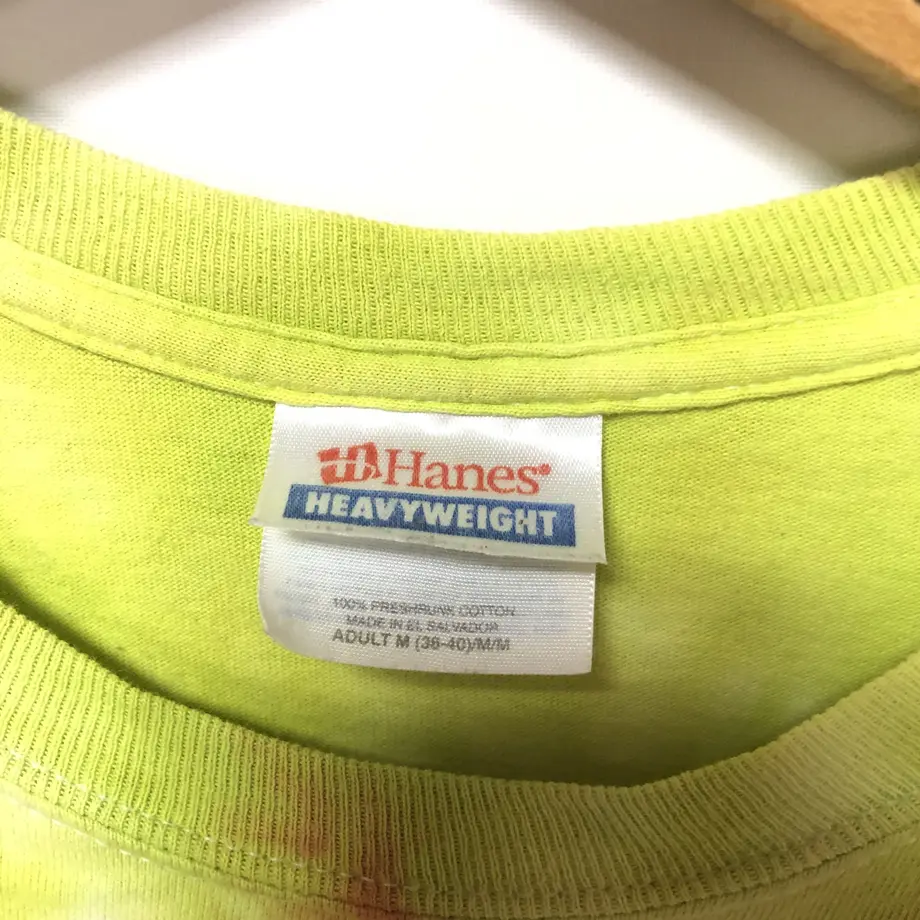 Hanes
HEAVYWEIGHT
100% PRESHRUNK COTTON
MADE IN EL SALVADOR
ADULT M (38-40)/M/M